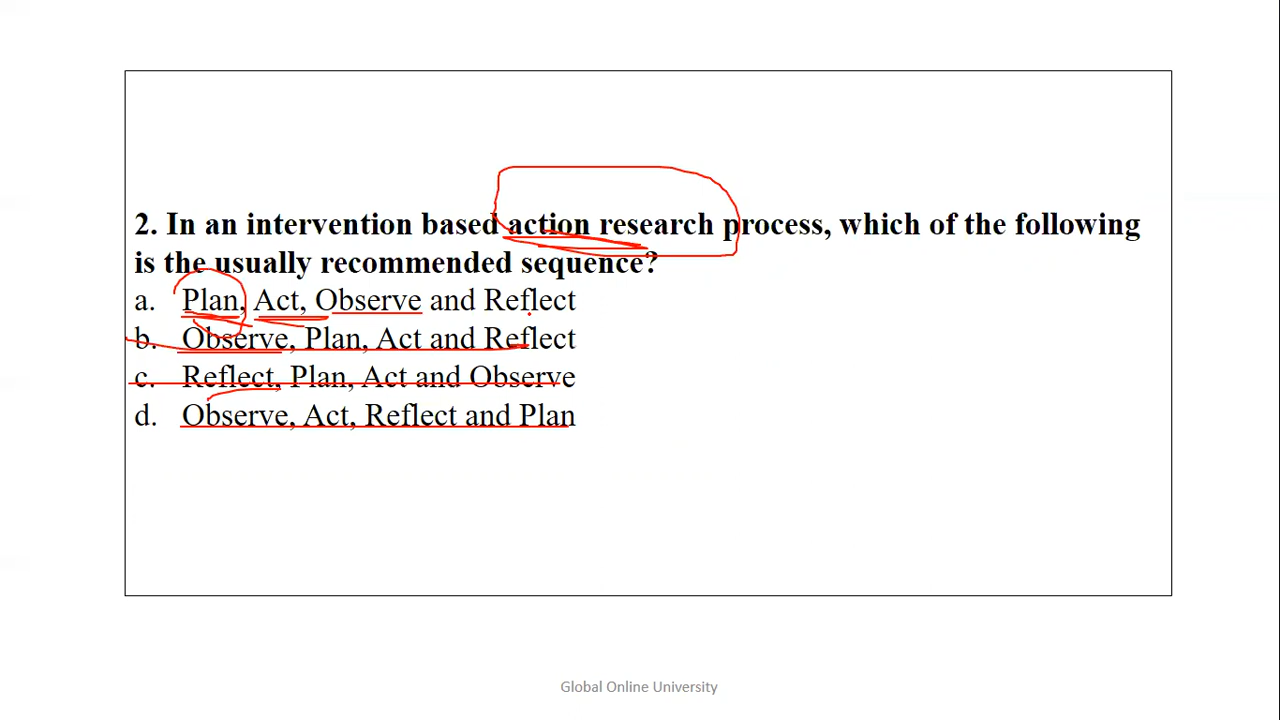 2. In an intervention based action research process, which of the following
is the usually recommended sequence?
a. Plan, Act, Observe and Reflect
b. Observe, Plan, Act and Reflect
c. Reflect, Plan, Act and Observe
d. Observe, Act, Reflect and Plan
Global Online University